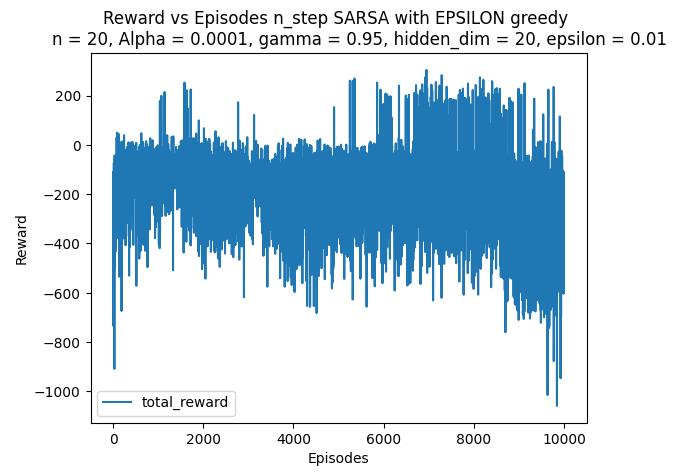 Reward vs Episodes n_step SARSA with EPSILON greedy
n = 20, Alpha = 0.0001, gamma = 0.95, hidden_dim = 20, epsilon = 0.01
200
0
−200
−400
−600
−800
−1000
Reward
total_reward
0 2000 4000 6000 8000 10000
Episodes